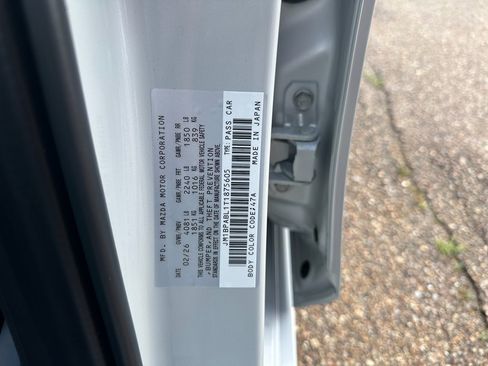 MFD. BY MAZDA MOTOR CORPORATION
DATE GVWR/PNBV GAWR/PNBE FRT GAWR/PNBE RR
02/26 4081 LB 2240 LB 1850 LB
1851 KG 1016 KG 839 KG
THIS VEHICLE CONFORMS TO ALL APPLICABLE FEDERAL MOTOR VEHICLE SAFETY
,BUMPER,AND THEFT PREVENTION
STANDARDS IN EFFECT ON THE DATE OF MANUFACTURE SHOWN ABOVE.
JM1BPABL1T1875605 TYPE: PASS CAR
BODY COLOR CODE:47A MADE IN JAPAN